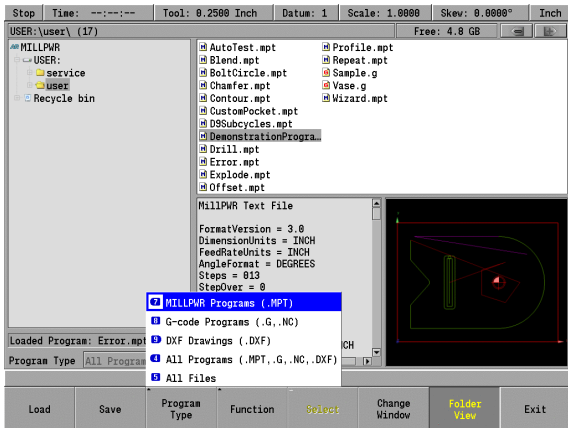 Stop Time: --:--:-- Tool: 0.2500 Inch Datum: 1 Scale: 1.0000 Skew: 0.0000° Inch
USER:\user\ (17) Free: 4.0 GB
MILLPWR
USER:
service
user
Recycle bin
AutoTest.mpt
Blend.mpt
BoltCircle.mpt
Chamfer.mpt
Contour.mpt
CustomPocket.mpt
D9Subcycles.mpt
DemonstrationProgra…
Drill.mpt
Error.mpt
Explode.mpt
Offset.mpt
Profile.mpt
Repeat.mpt
Sample.g
Vase.g
Wizard.mpt
MillPWR Text File
FormatVersion = 3.0
DimensionUnits = INCH
FeedRateUnits = INCH
AngleFormat = DEGREES
Steps = 013
StepOver = 0
NCH
7 MILLPWR Programs (.MPT)
8 G-code Programs (.G,.NC)
9 DXF Drawings (.DXF)
4 All Programs (.MPT,.G,.NC,.DXF)
5 All Files
Loaded Program: Error.mpt
Program Type All Program
Load Save Program Type Function Select Change Window Folder View Exit